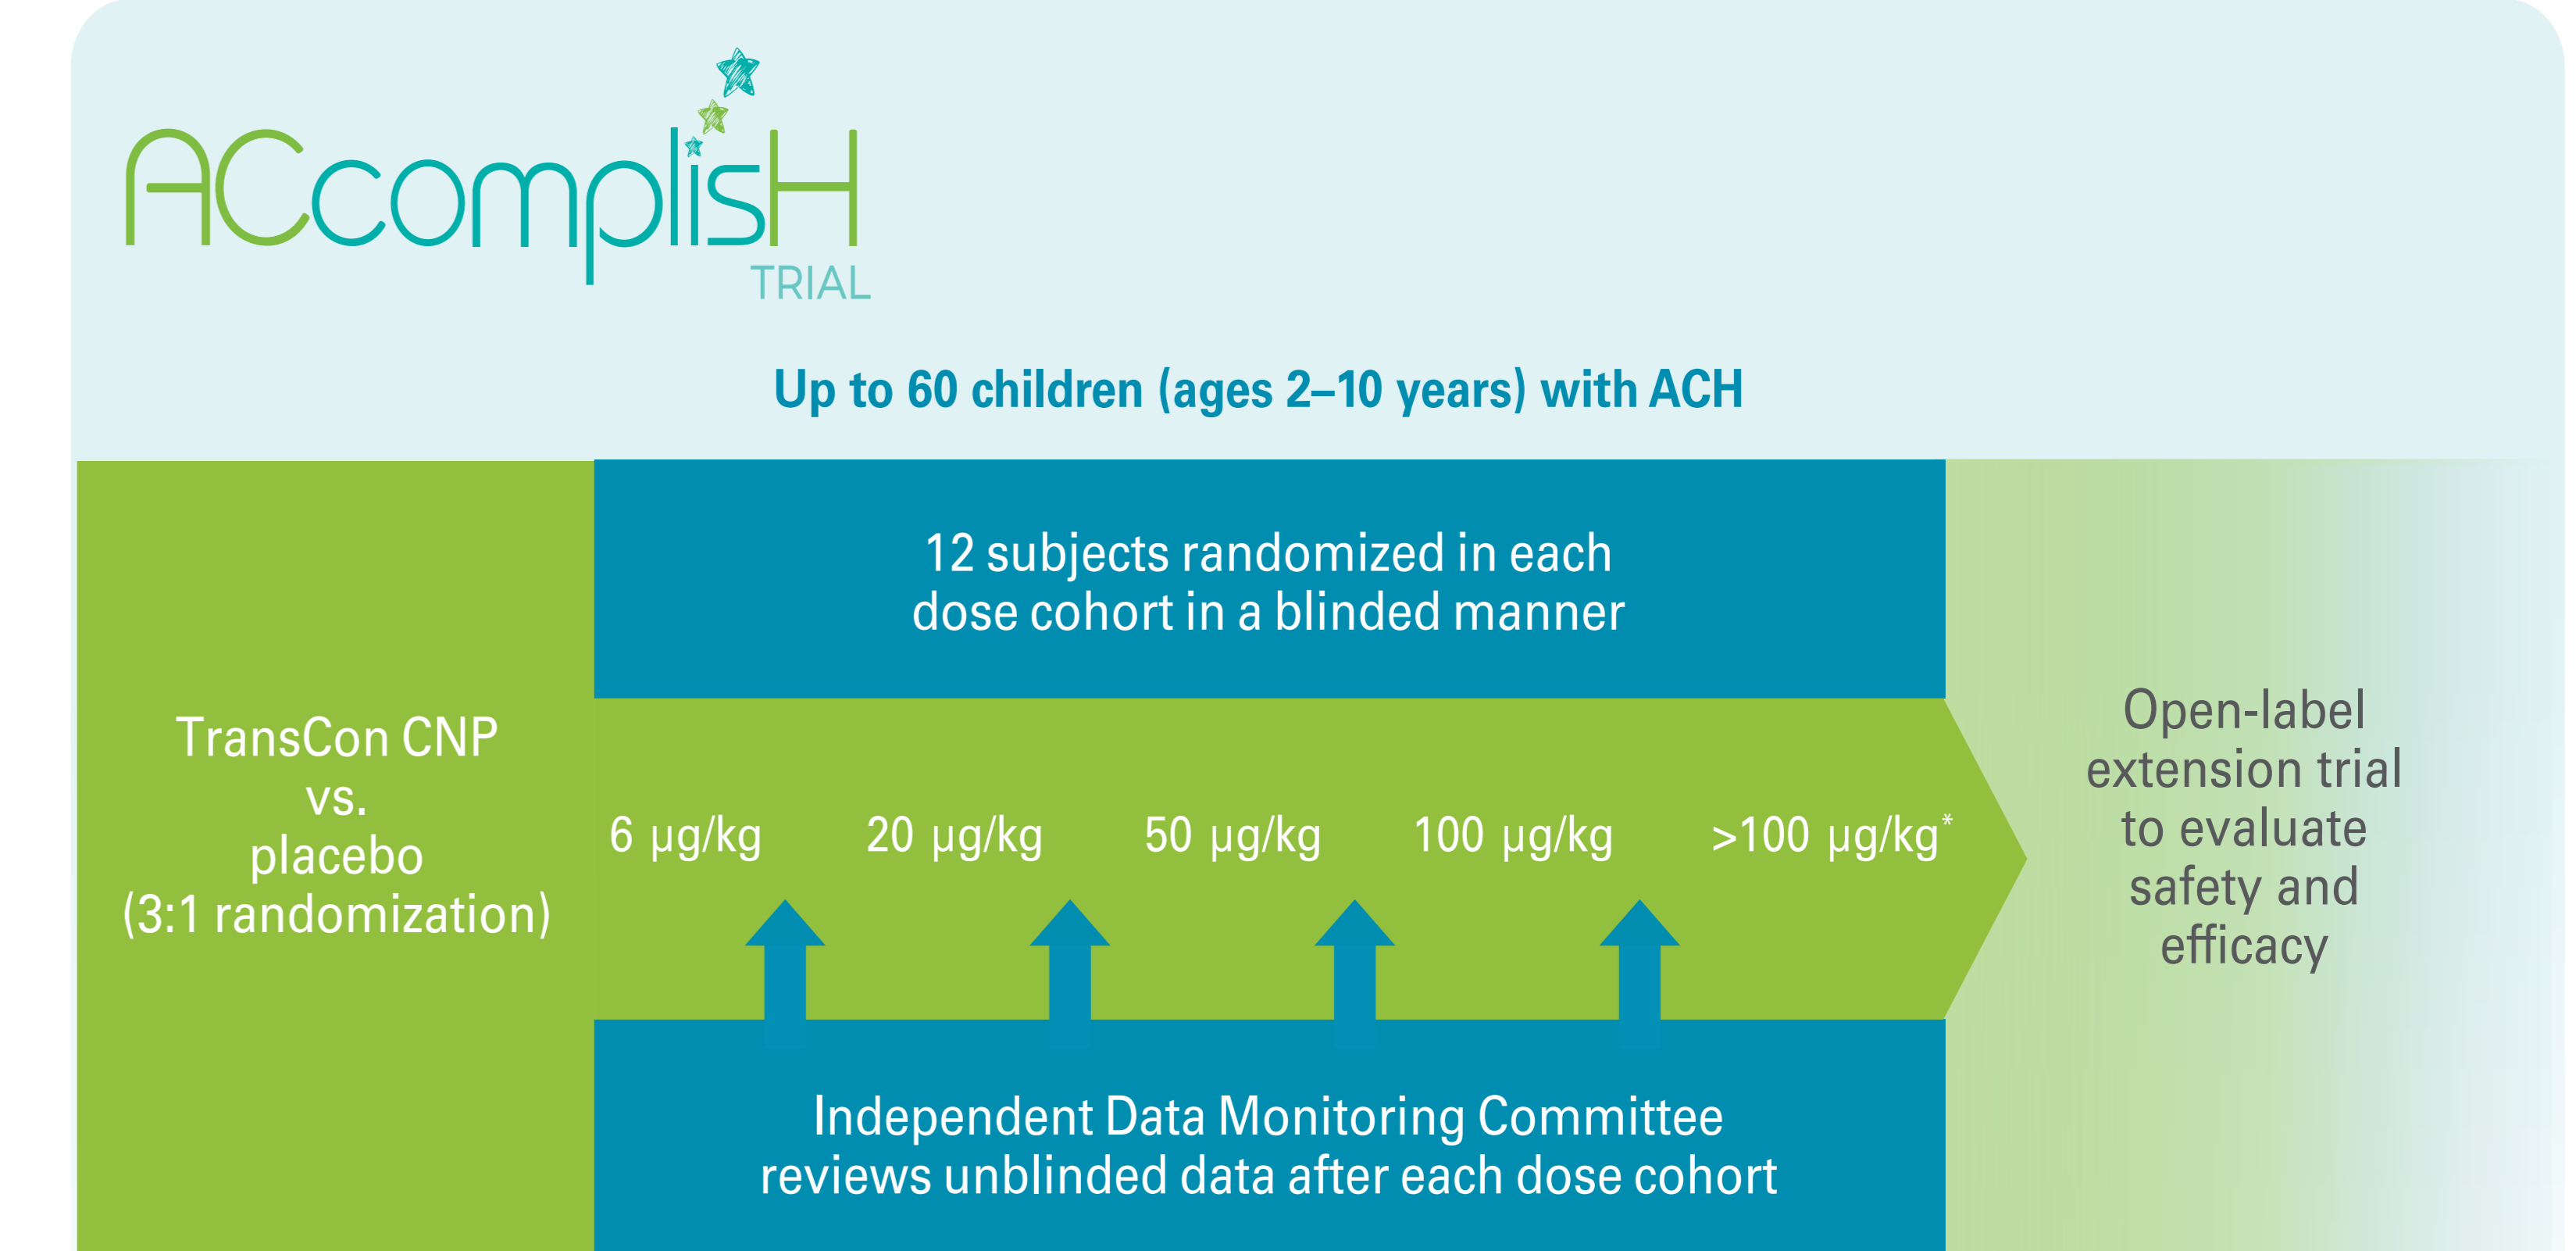 ACcomplisH
TRIAL
Up to 60 children (ages 2–10 years) with ACH
12 subjects randomized in each
dose cohort in a blinded manner
TransCon CNP
vs.
placebo
(3:1 randomization)
6 µg/kg 20 µg/kg 50 µg/kg 100 µg/kg >100 µg/kg*
Open-label
extension trial
to evaluate
safety and
efficacy
Independent Data Monitoring Committee
reviews unblinded data after each dose cohort